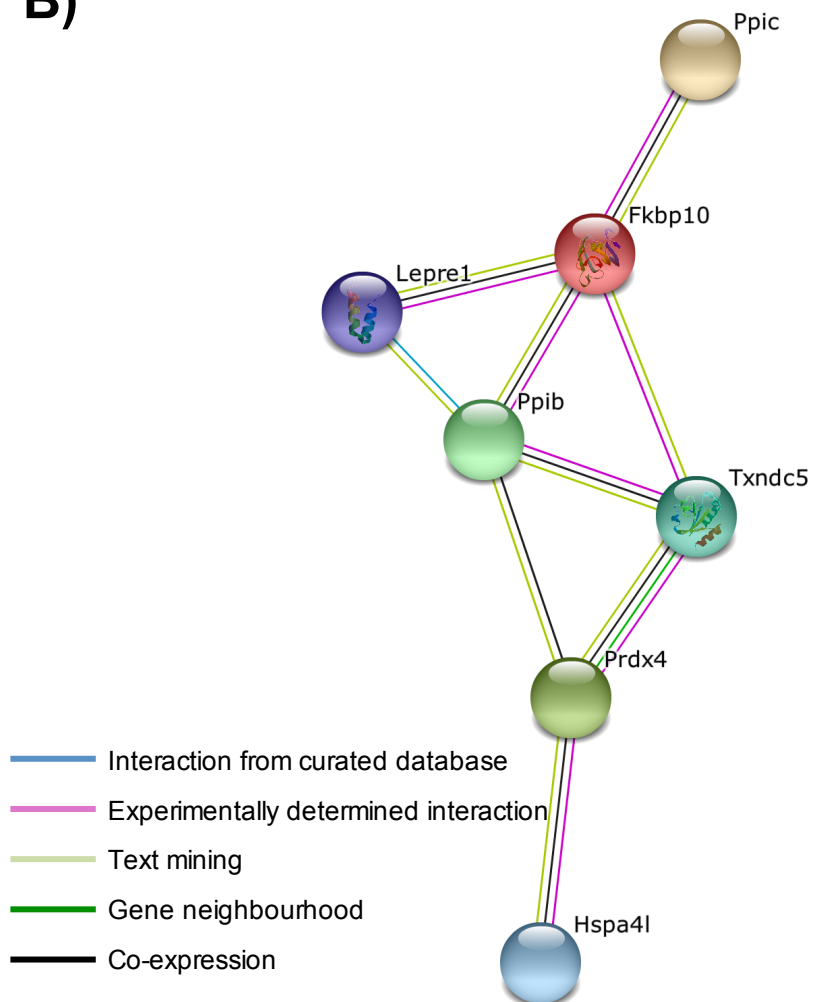 B)
Ppic
Fkbp10
Lepre1
Ppib
Txndc5
Prdx4
Interaction from curated database
Experimentally determined interaction
Text mining
Gene neighbourhood
Hspa4l
Co-expression